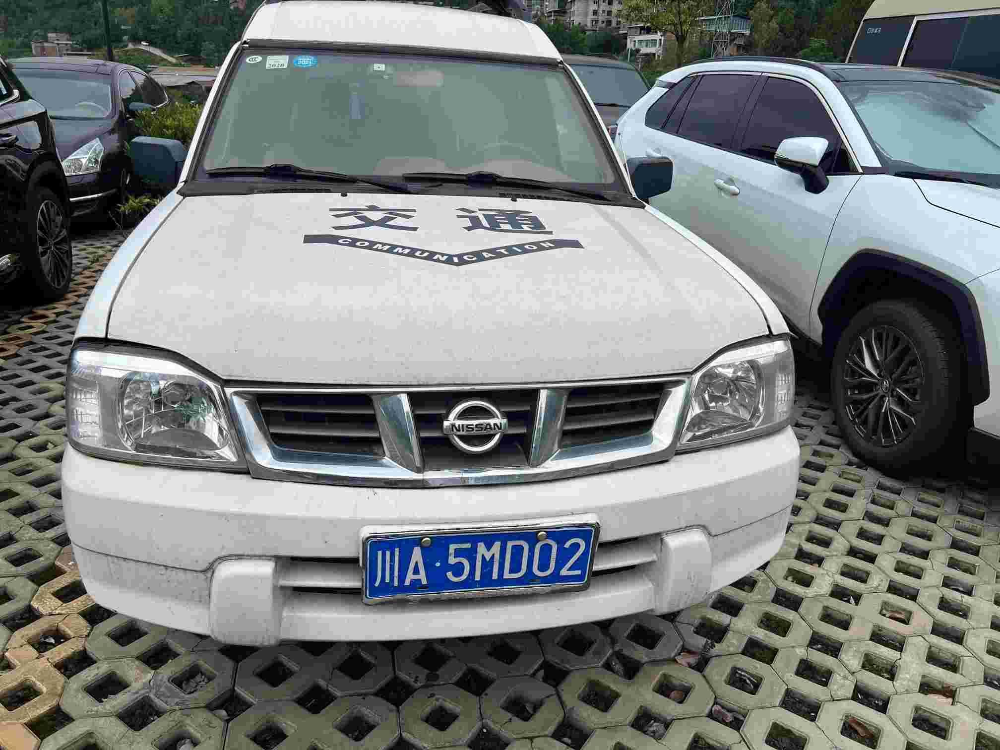 2020
2021
交 通
COMMUNICATION
NISSAN
川A·5MD02